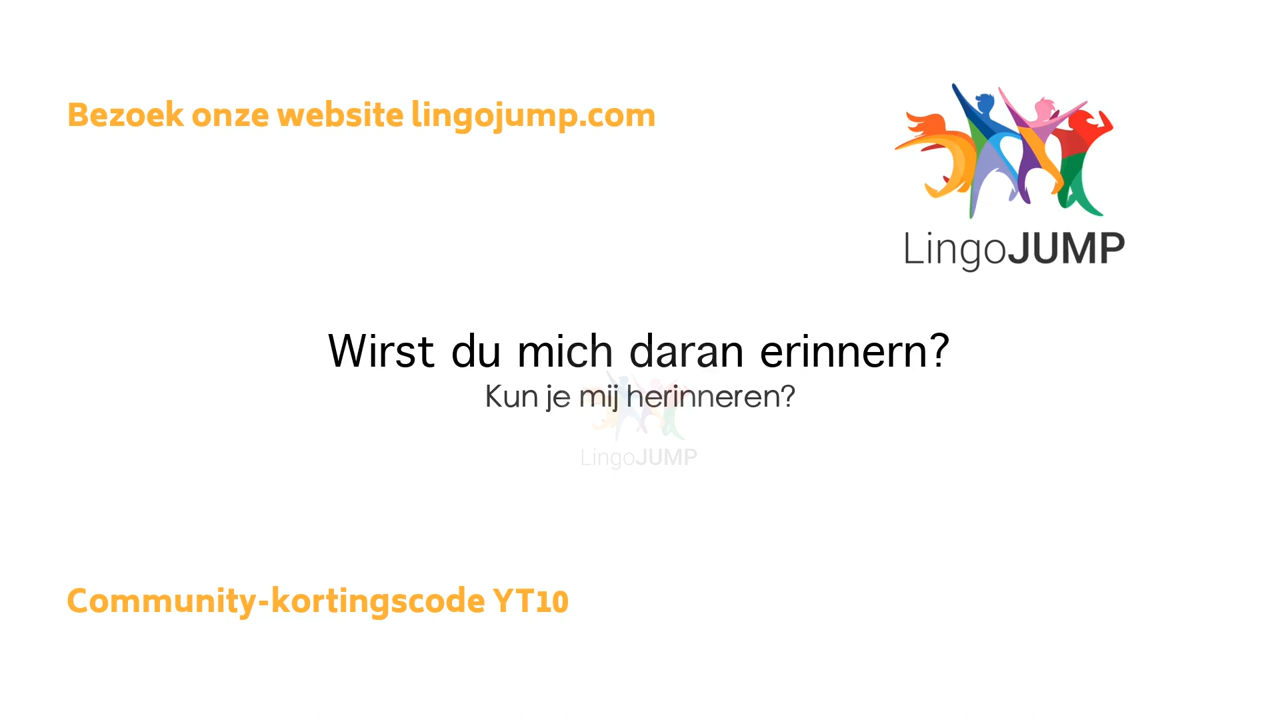 Bezoek onze website lingojump.com
LingoJUMP
Wirst du mich daran erinnern?
Kun je mij herinneren?
LingoJUMP
Community-kortingscode YT10